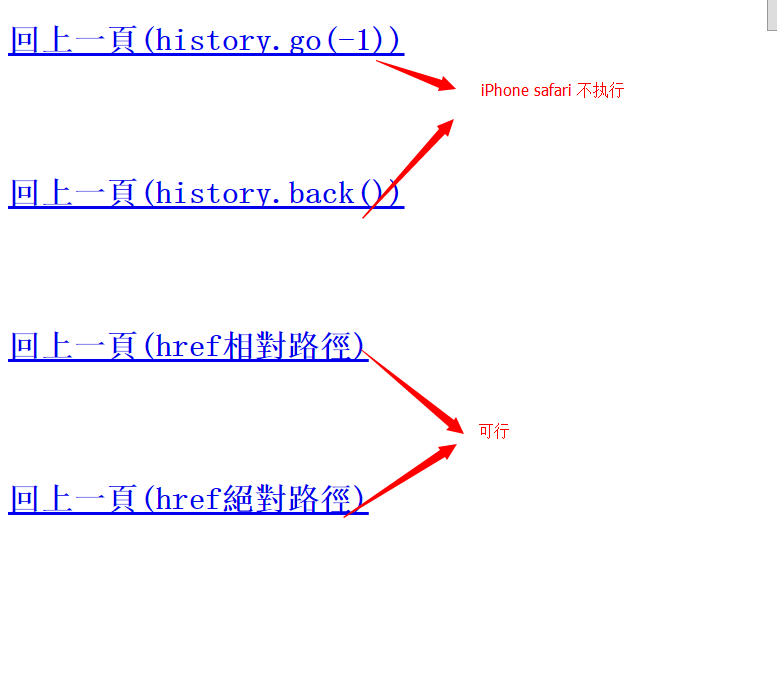 回上一頁(history.go(-1))
iPhone safari 不执行
回上一頁(history.back())
回上一頁(href相對路徑)
可行
回上一頁(href絕對路徑)